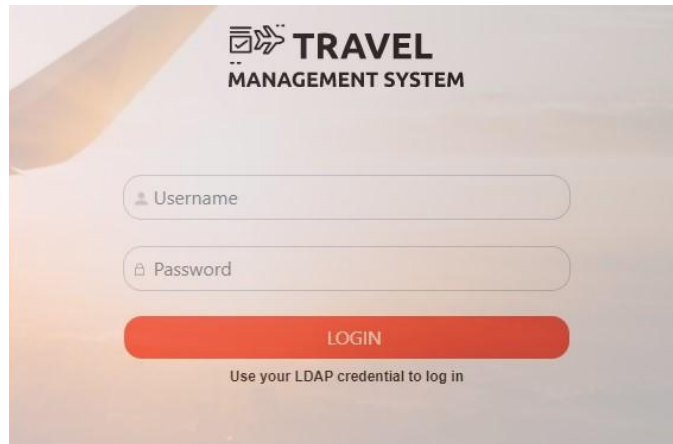 TRAVEL
MANAGEMENT SYSTEM
Username
Password
LOGIN
Use your LDAP credential to log in